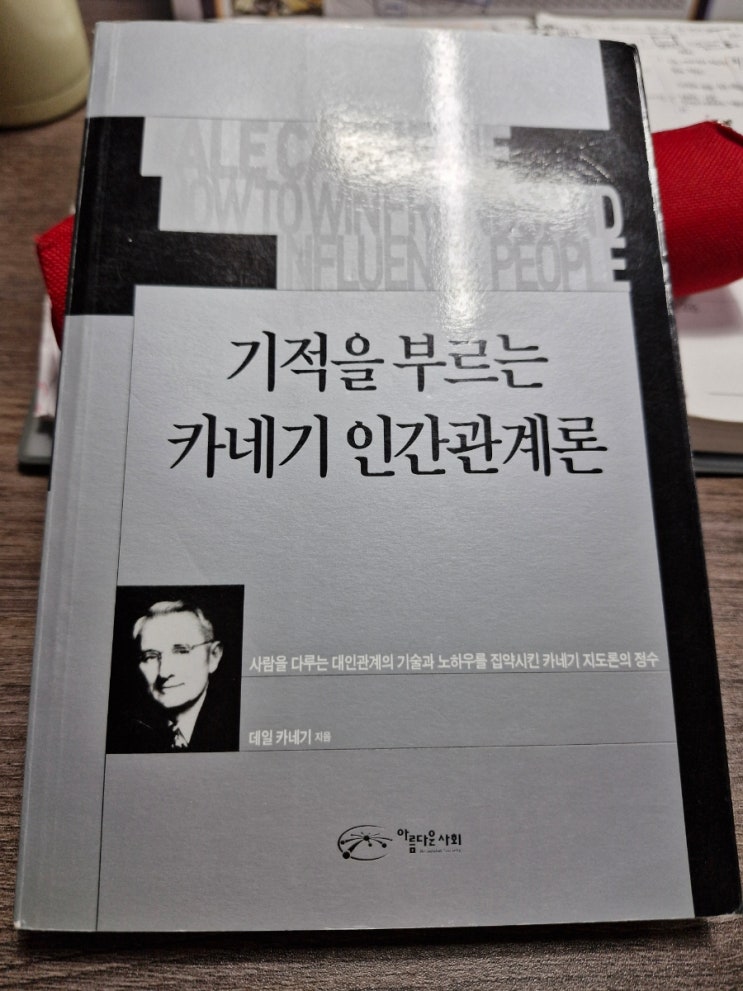 HOW TO WIN
PEOPLE
기적을 부르는
카네기 인간관계론
사람을 다루는 대인관계의 기술과 노하우를 집약시킨 카네기 지도론의 정수
데일 카네기 지음
아름다운사회